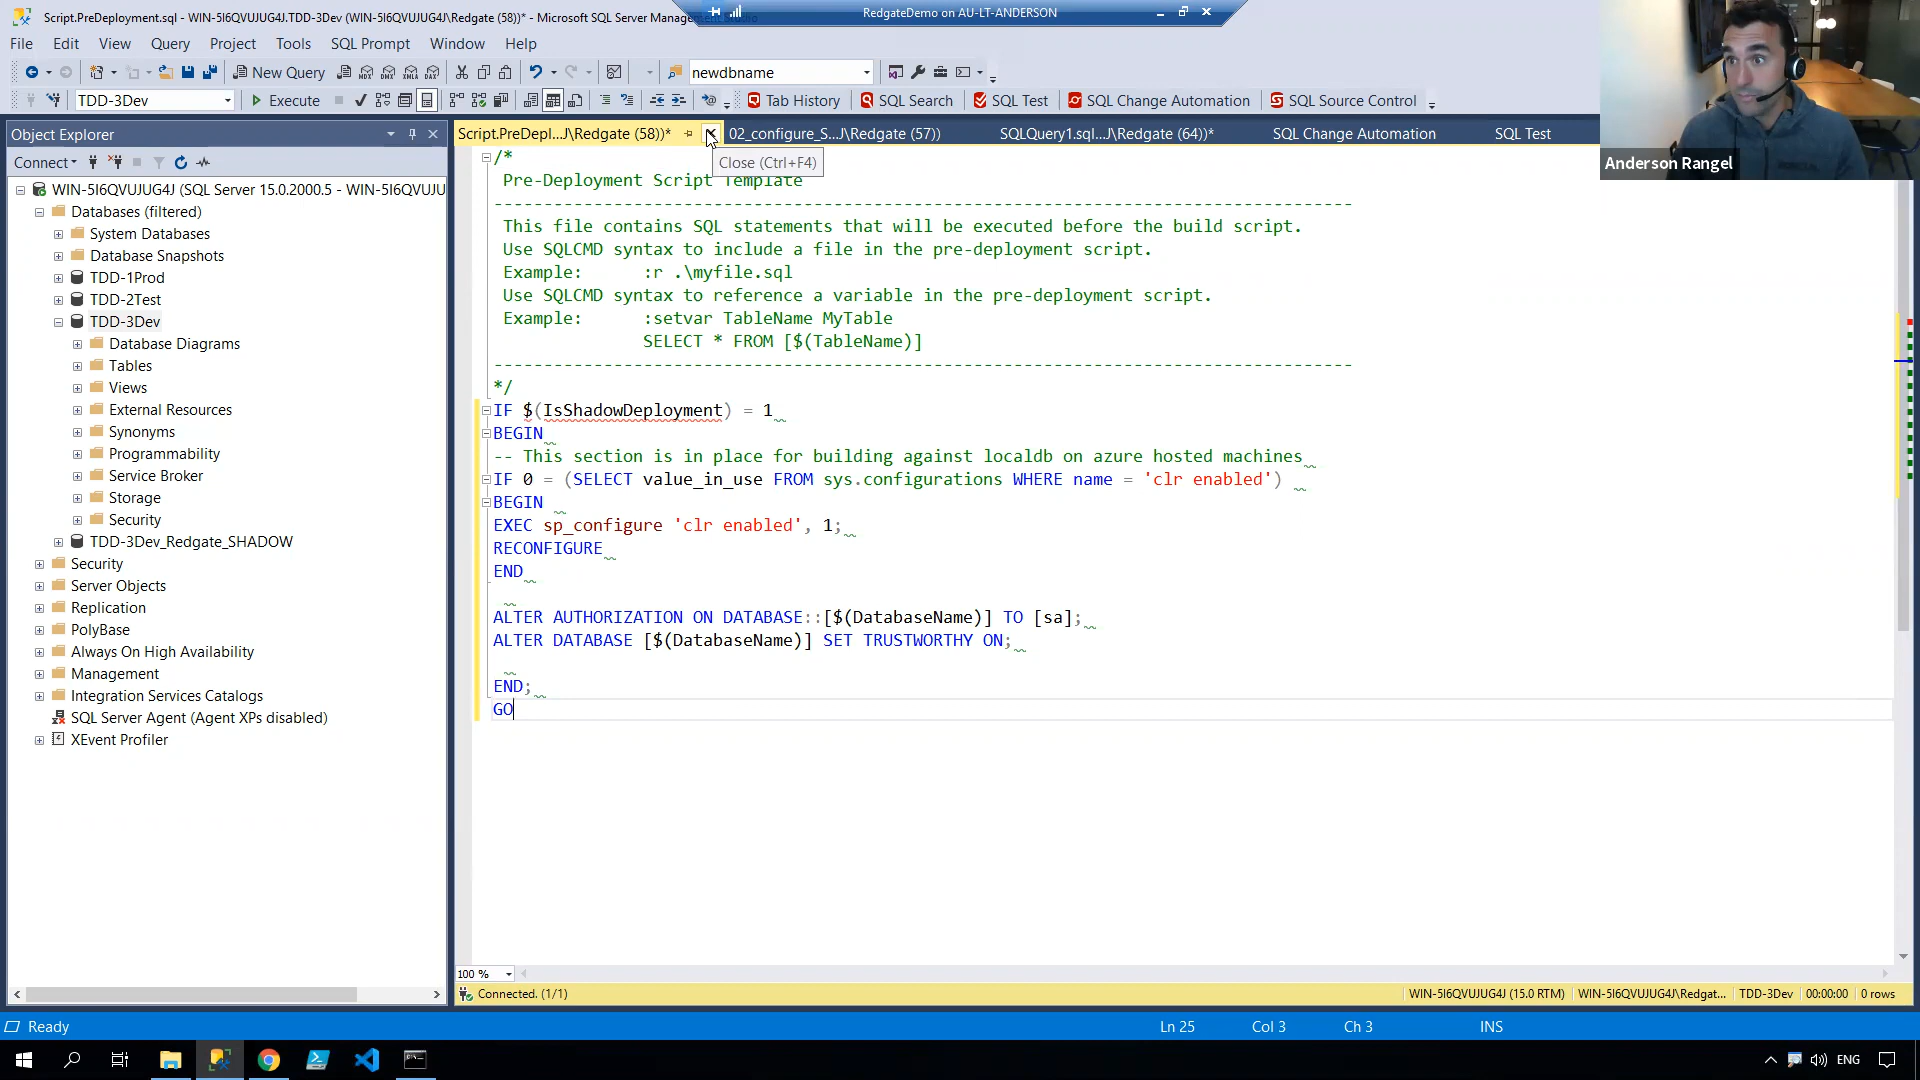 Script.PreDeployment.sql - WIN-5I6QVUJUG4J.TDD-3Dev (WIN-5I6QVUJUG4J\Redgate (58))* - Microsoft SQL Server Management Studio
RedgateDemo on AU-LT-ANDERSON
File Edit View Query Project Tools SQL Prompt Window Help
New Query
newdbname
TDD-3Dev
Execute
Tab History
SQL Search
SQL Test
SQL Change Automation
SQL Source Control
Object Explorer
Script.PreDepl...J\Redgate (58))*
02_configure_S...J\Redgate (57))
SQLQuery1.sql...J\Redgate (64))*
SQL Change Automation
SQL Test
Close (Ctrl+F4)
Anderson Rangel
Connect
WIN-5I6QVUJUG4J (SQL Server 15.0.2000.5 - WIN-5I6QVUJU
Databases (filtered)
System Databases
Database Snapshots
TDD-1Prod
TDD-2Test
TDD-3Dev
Database Diagrams
Tables
Views
External Resources
Synonyms
Programmability
Service Broker
Storage
Security
TDD-3Dev_Redgate_SHADOW
Security
Server Objects
Replication
PolyBase
Always On High Availability
Management
Integration Services Catalogs
SQL Server Agent (Agent XPs disabled)
XEvent Profiler
/*
Pre-Deployment Script Template
--------------------------------------------------------------------------------------
This file contains SQL statements that will be executed before the build script.
Use SQLCMD syntax to include a file in the pre-deployment script.
Example: :r .\myfile.sql
Use SQLCMD syntax to reference a variable in the pre-deployment script.
Example: :setvar TableName MyTable
SELECT * FROM [$(TableName)]
--------------------------------------------------------------------------------------
*/
IF $(IsShadowDeployment) = 1
BEGIN
-- This section is in place for building against localdb on azure hosted machines
IF 0 = (SELECT value_in_use FROM sys.configurations WHERE name = 'clr enabled')
BEGIN
EXEC sp_configure 'clr enabled', 1;
RECONFIGURE
END
ALTER AUTHORIZATION ON DATABASE::[$(DatabaseName)] TO [sa];
ALTER DATABASE [$(DatabaseName)] SET TRUSTWORTHY ON;
END;
GO
100 %
Connected. (1/1)
WIN-5I6QVUJUG4J (15.0 RTM)
WIN-5I6QVUJUG4J\Redgat...
TDD-3Dev
00:00:00
0 rows
Ready
Ln 25
Col 3
Ch 3
INS
ENG